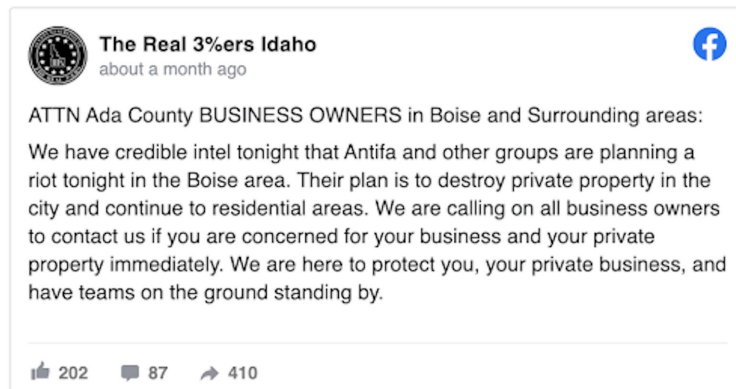 The Real 3%ers Idaho
about a month ago
ATTN Ada County BUSINESS OWNERS in Boise and Surrounding areas:
We have credible intel tonight that Antifa and other groups are planning a
riot tonight in the Boise area. Their plan is to destroy private property in the
city and continue to residential areas. We are calling on all business owners
to contact us if you are concerned for your business and your private
property immediately. We are here to protect you, your private business, and
have teams on the ground standing by.
202 87 410